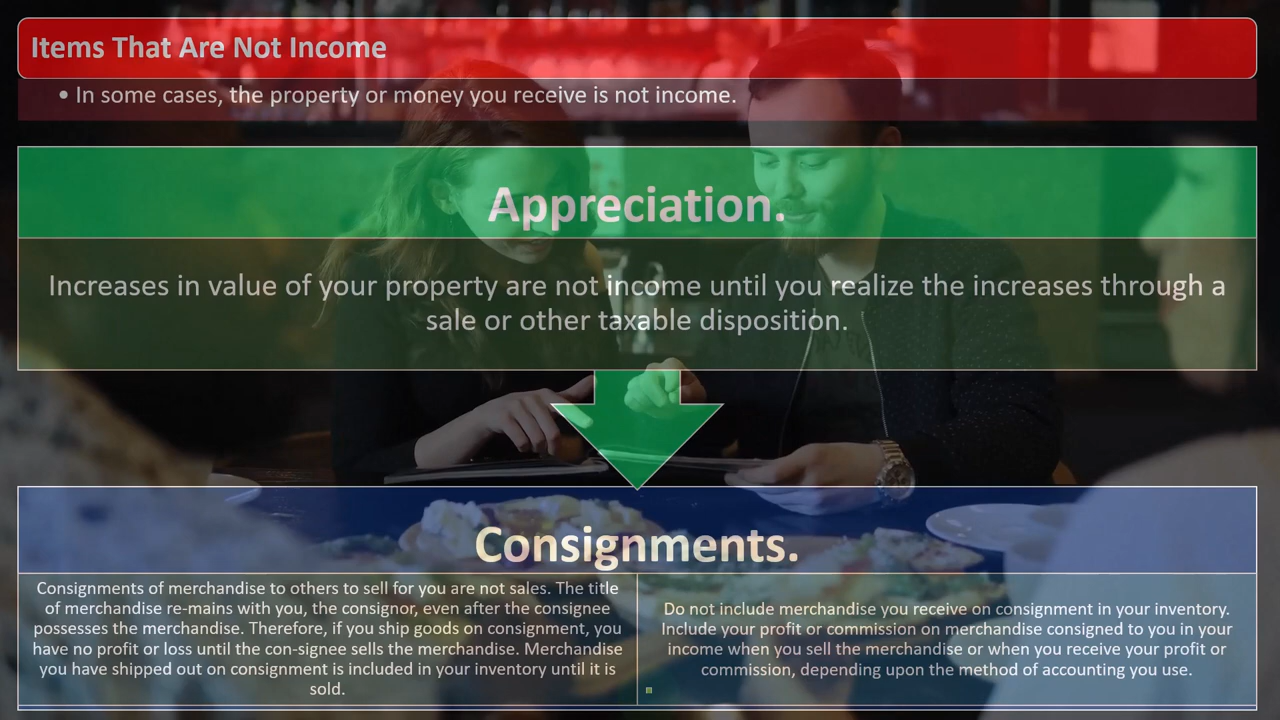 Items That Are Not Income
• In some cases, the property or money you receive is not income.
Appreciation.
Increases in value of your property are not income until you realize the increases through a
sale or other taxable disposition.
Consignments.
Consignments of merchandise to others to sell for you are not sales. The title
of merchandise re-mains with you, the consignor, even after the consignee
possesses the merchandise. Therefore, if you ship goods on consignment, you
have no profit or loss until the con-signee sells the merchandise. Merchandise
you have shipped out on consignment is included in your inventory until it is
sold.
Do not include merchandise you receive on consignment in your inventory.
Include your profit or commission on merchandise consigned to you in your
income when you sell the merchandise or when you receive your profit or
commission, depending upon the method of accounting you use.